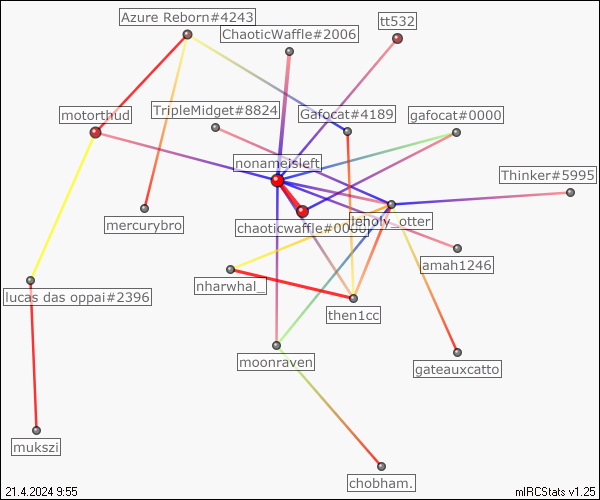 Azure Reborn#4243
ChaoticWaffle#2006
tt532
motorthud
TripleMidget#8824
Gafocat#4189
gafocat#0000
nonameisleft
Thinker#5995
mercurybro
chaoticwaffle#0000
leholy_otter
amah1246
nharwhal_
lucas das oppai#2396
then1cc
moonraven
gateauxcatto
mukszi
chobham.
21.4.2024 9:55
mIRCStats v1.25